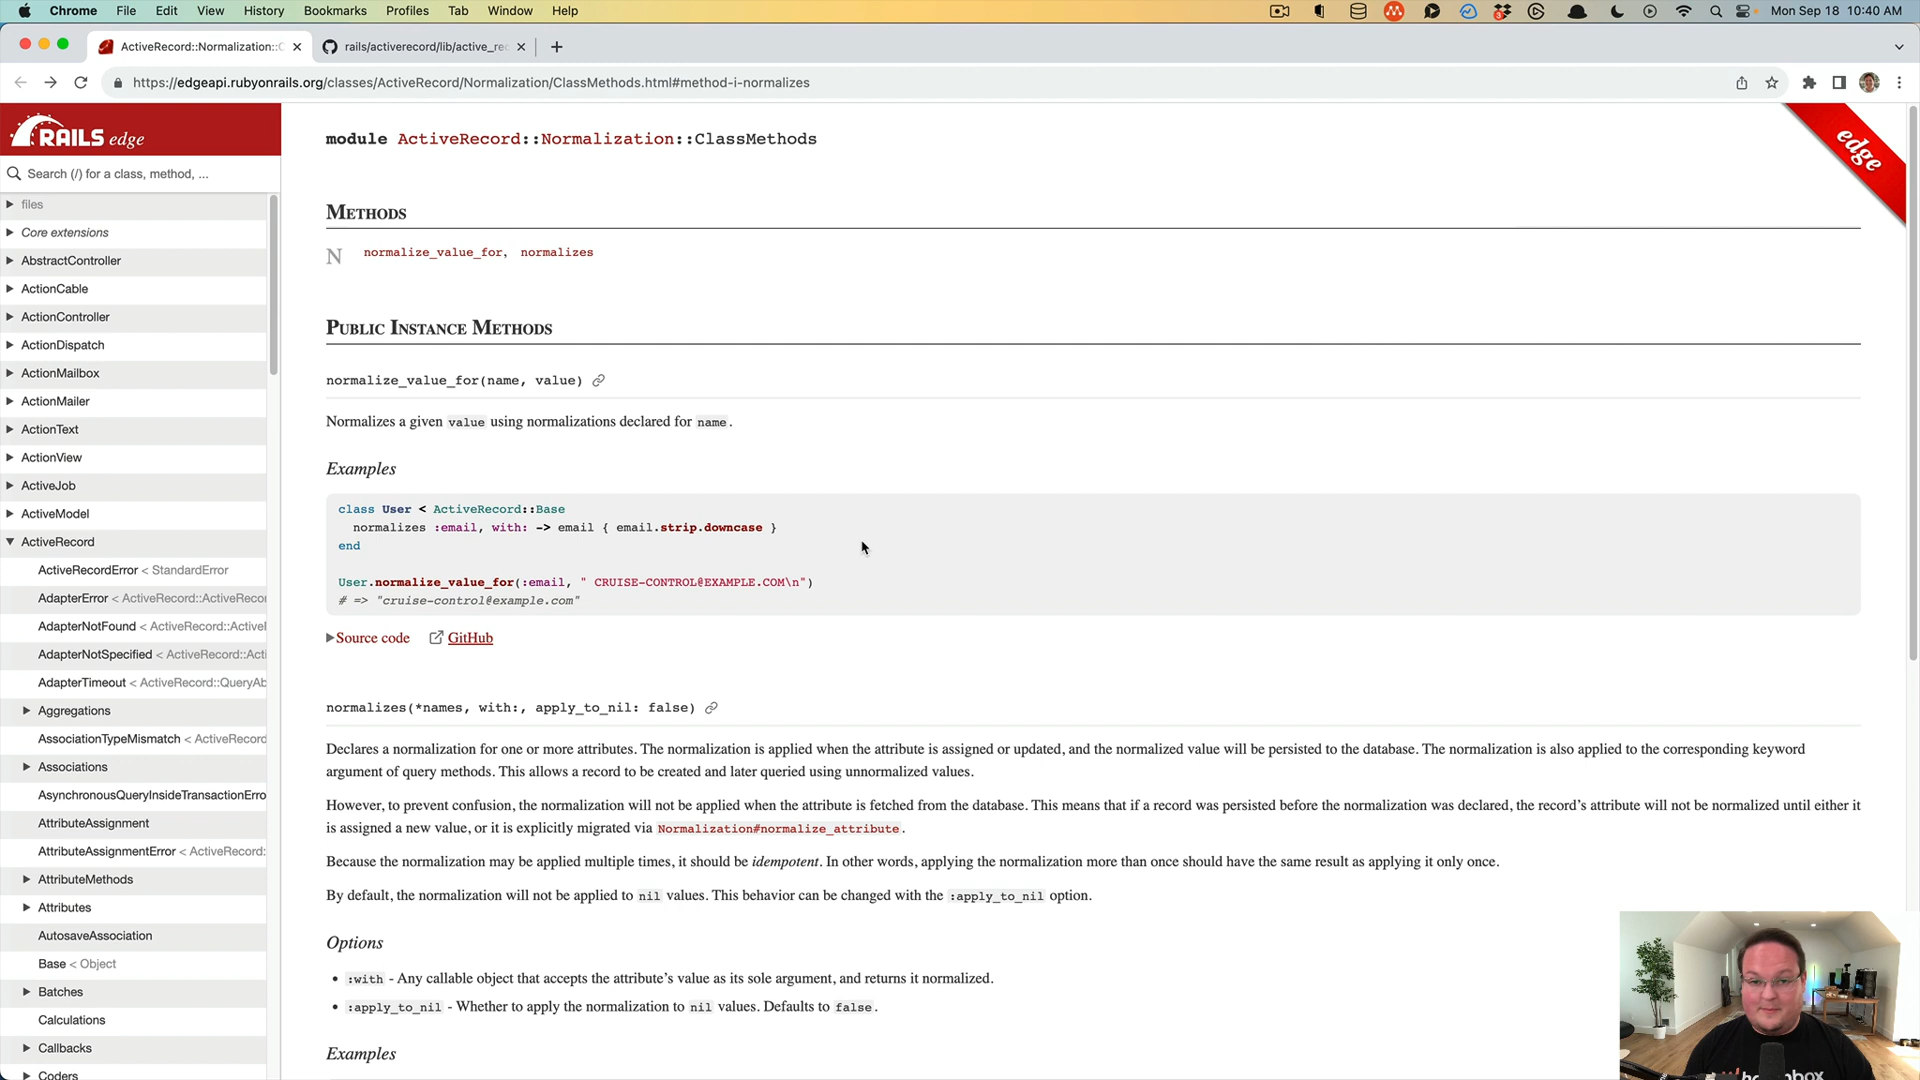 Chrome File Edit View History Bookmarks Profiles Tab Window Help Mon Sep 18 10:40 AM
ActiveRecord::Normalization::C rails/activerecord/lib/active_re
https://edgeapi.rubyonrails.org/classes/ActiveRecord/Normalization/ClassMethods.html#method-i-normalizes
RAILS edge
Search (/) for a class, method, ...
files
Core extensions
AbstractController
ActionCable
ActionController
ActionDispatch
ActionMailbox
ActionMailer
ActionText
ActionView
ActiveJob
ActiveModel
ActiveRecord
ActiveRecordError < StandardError
AdapterError < ActiveRecord::ActiveRecor
AdapterNotFound < ActiveRecord::ActiveI
AdapterNotSpecified < ActiveRecord::Acti
AdapterTimeout < ActiveRecord::QueryAb
Aggregations
AssociationTypeMismatch < ActiveRecord
Associations
AsynchronousQueryInsideTransactionErro
AttributeAssignment
AttributeAssignmentError < ActiveRecord:
AttributeMethods
Attributes
AutosaveAssociation
Base < Object
Batches
Calculations
Callbacks
Coders
module ActiveRecord::Normalization::ClassMethods
edge
METHODS
N normalize_value_for, normalizes
PUBLIC INSTANCE METHODS
normalize_value_for(name, value)
Normalizes a given value using normalizations declared for name.
Examples
class User < ActiveRecord::Base
normalizes :email, with: -> email { email.strip.downcase }
end
User.normalize_value_for(:email, " CRUISE-CONTROL@EXAMPLE.COM\n")
# => "cruise-control@example.com"
Source code GitHub
normalizes(*names, with:, apply_to_nil: false)
Declares a normalization for one or more attributes. The normalization is applied when the attribute is assigned or updated, and the normalized value will be persisted to the database. The normalization is also applied to the corresponding keyword
argument of query methods. This allows a record to be created and later queried using unnormalized values.
However, to prevent confusion, the normalization will not be applied when the attribute is fetched from the database. This means that if a record was persisted before the normalization was declared, the record's attribute will not be normalized until either it
is assigned a new value, or it is explicitly migrated via Normalization#normalize_attribute.
Because the normalization may be applied multiple times, it should be idempotent. In other words, applying the normalization more than once should have the same result as applying it only once.
By default, the normalization will not be applied to nil values. This behavior can be changed with the :apply_to_nil option.
Options
• :with - Any callable object that accepts the attribute's value as its sole argument, and returns it normalized.
• :apply_to_nil - Whether to apply the normalization to nil values. Defaults to false.
Examples